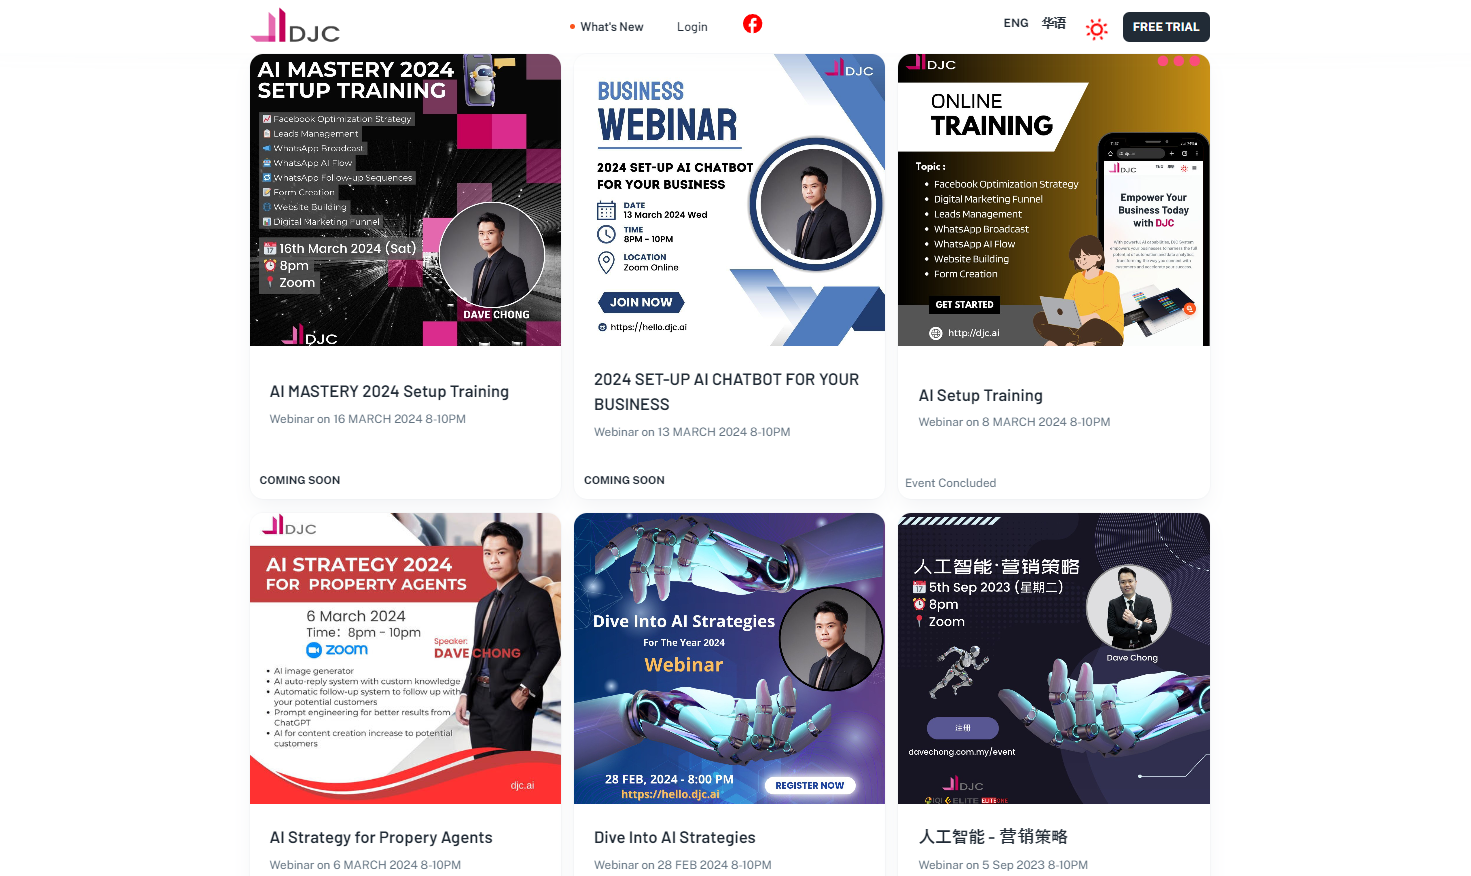 DJC
What's New
Login
ENG
华语
FREE TRIAL
AI MASTERY 2024
SETUP TRAINING
Facebook Optimization Strategy
Leads Management
WhatsApp Broadcast
WhatsApp AI Flow
WhatsApp Follow-up Sequences
Form Creation
Website Building
Digital Marketing Funnel
16th March 2024 (Sat)
8pm
Zoom
DAVE CHONG
DJC
AI MASTERY 2024 Setup Training
Webinar on 16 MARCH 2024 8-10PM
COMING SOON
DJC
BUSINESS
WEBINAR
2024 SET-UP AI CHATBOT
FOR YOUR BUSINESS
DATE
13 March 2024 Wed
TIME
8PM - 10PM
LOCATION
Zoom Online
JOIN NOW
https://hello.djc.ai
2024 SET-UP AI CHATBOT FOR YOUR
BUSINESS
Webinar on 13 MARCH 2024 8-10PM
COMING SOON
DJC
ONLINE
TRAINING
Topic :
• Facebook Optimization Strategy
• Digital Marketing Funnel
• Leads Management
• WhatsApp Broadcast
• WhatsApp AI Flow
• Website Building
• Form Creation
GET STARTED
http://djc.ai
DJC
Empower Your
Business Today
with DJC
AI Setup Training
Webinar on 8 MARCH 2024 8-10PM
Event Concluded
DJC
AI STRATEGY 2024
FOR PROPERTY AGENTS
6 March 2024
Time: 8pm - 10pm
zoom
Speaker:
DAVE CHONG
• AI image generator
• AI auto-reply system with custom knowledge
• Automatic follow-up system to follow up with
your potential customers
• Prompt engineering for better results from
ChatGPT
• AI for content creation increase to potential
customers
djc.ai
AI Strategy for Propery Agents
Webinar on 6 MARCH 2024 8-10PM
Dive Into AI Strategies
For The Year 2024
Webinar
28 FEB, 2024 - 8:00 PM
https://hello.djc.ai
REGISTER NOW
Dive Into AI Strategies
Webinar on 28 FEB 2024 8-10PM
人工智能·营销策略
5th Sep 2023 (星期二)
8pm
Zoom
Dave Chong
注册
davechong.com.my/event
DJC
IQI ELITE ELITEONE
人工智能 - 营销策略
Webinar on 5 Sep 2023 8-10PM